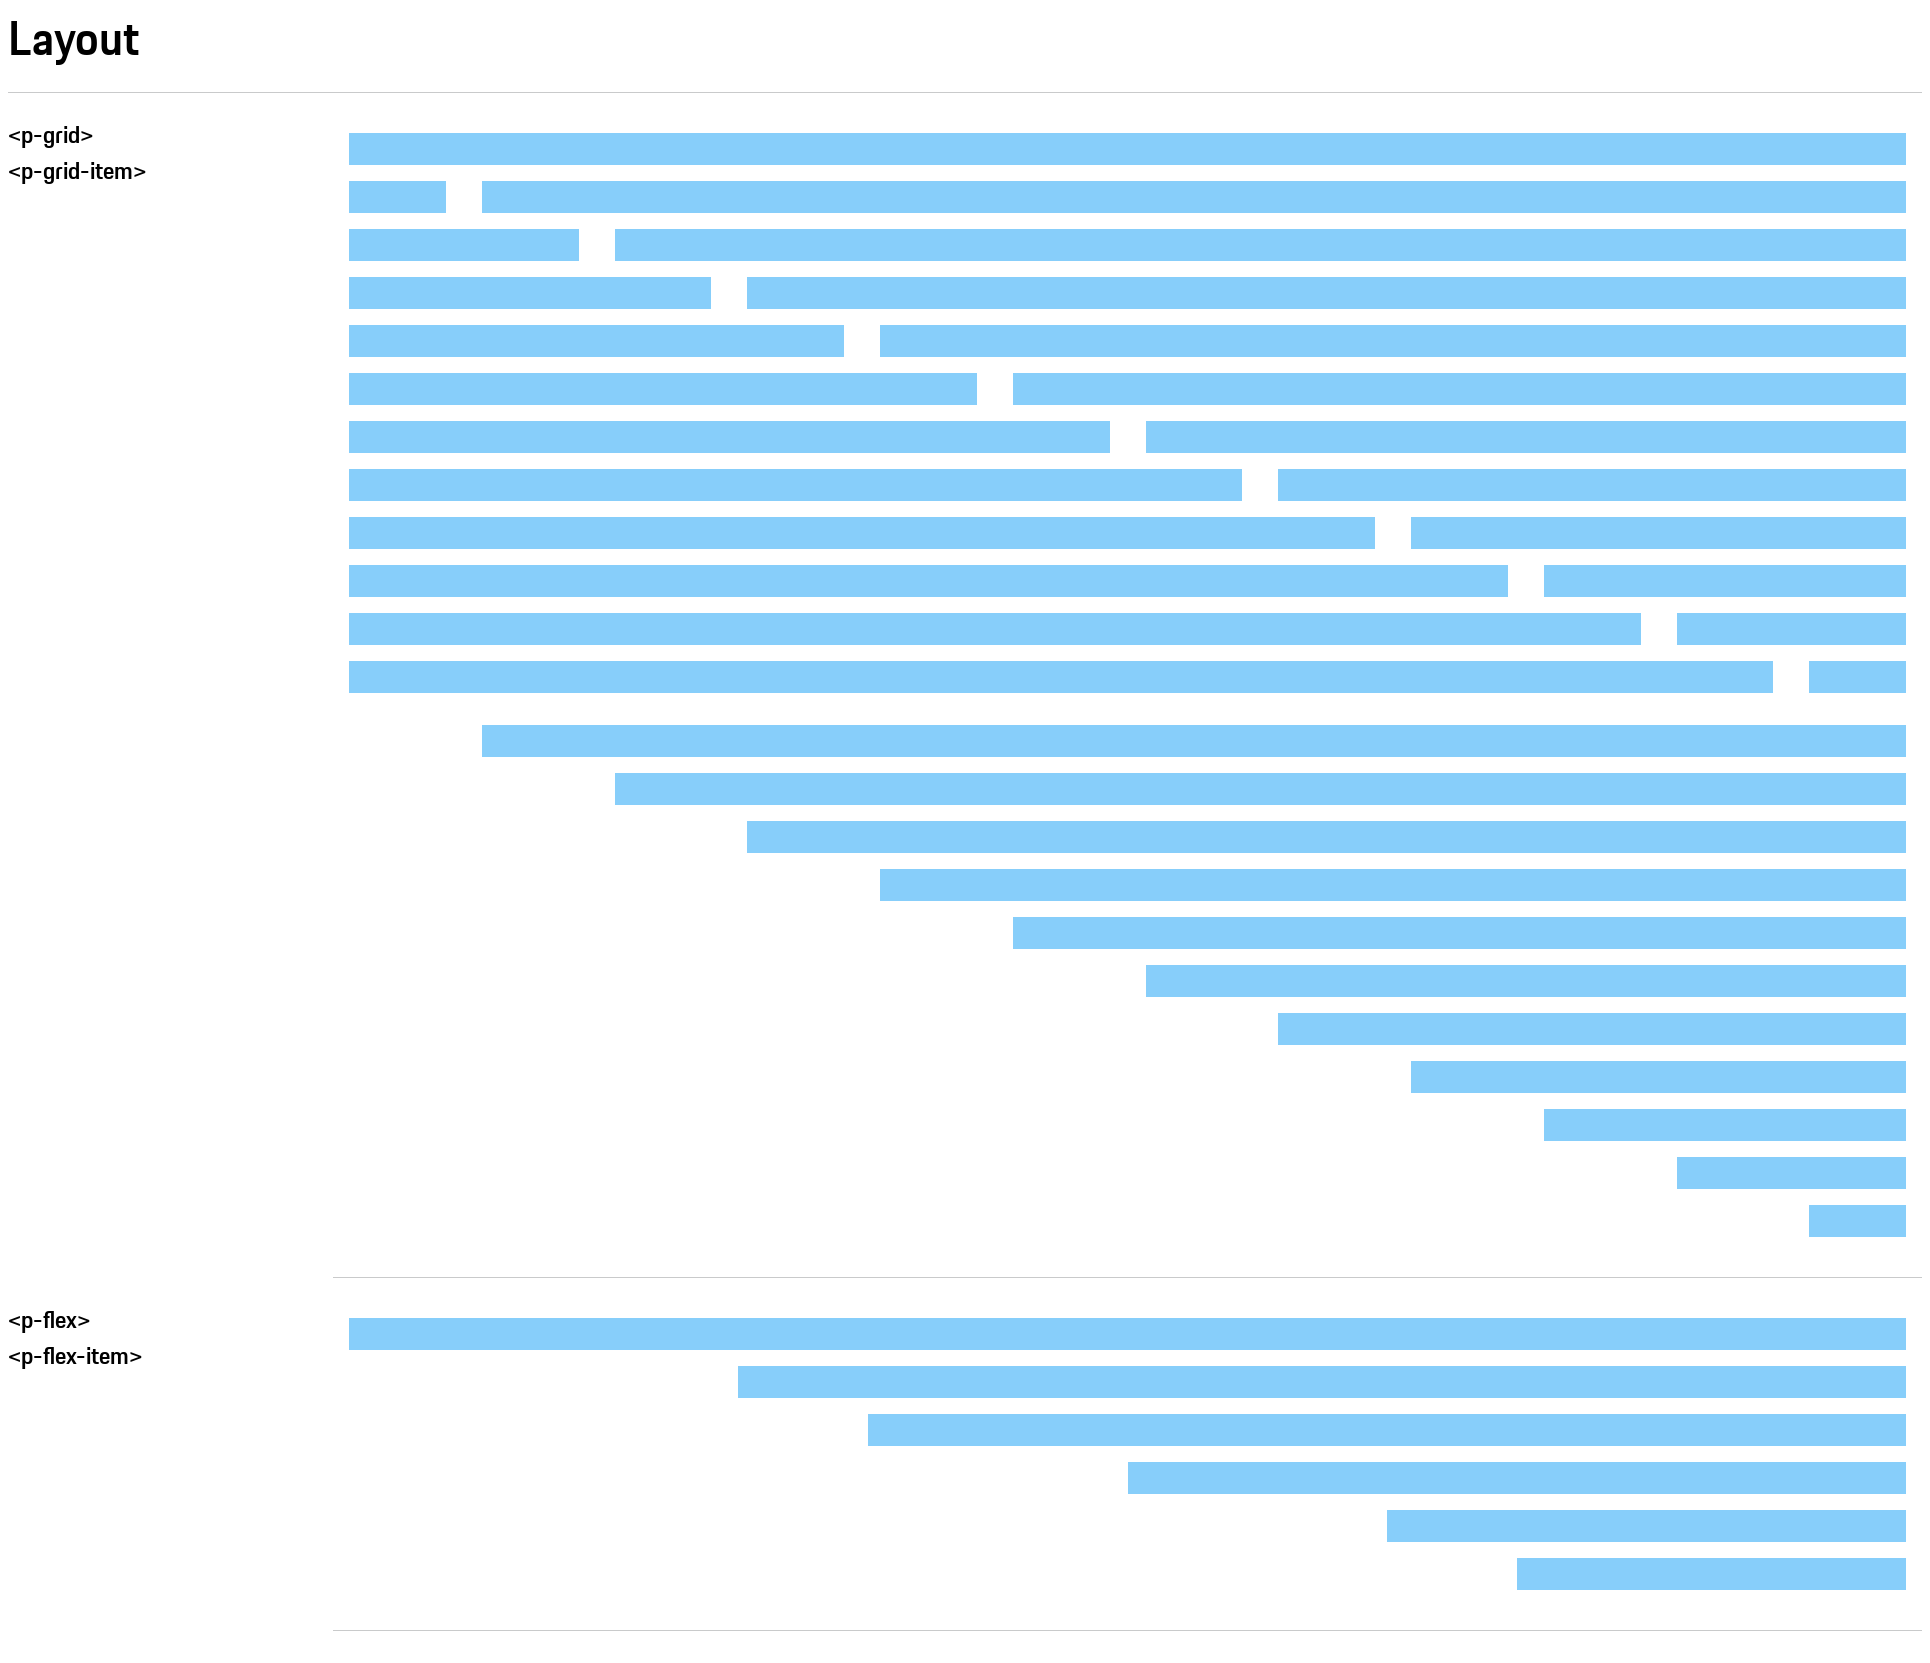 Layout
<p-grid>
<p-grid-item>
<p-flex>
<p-flex-item>